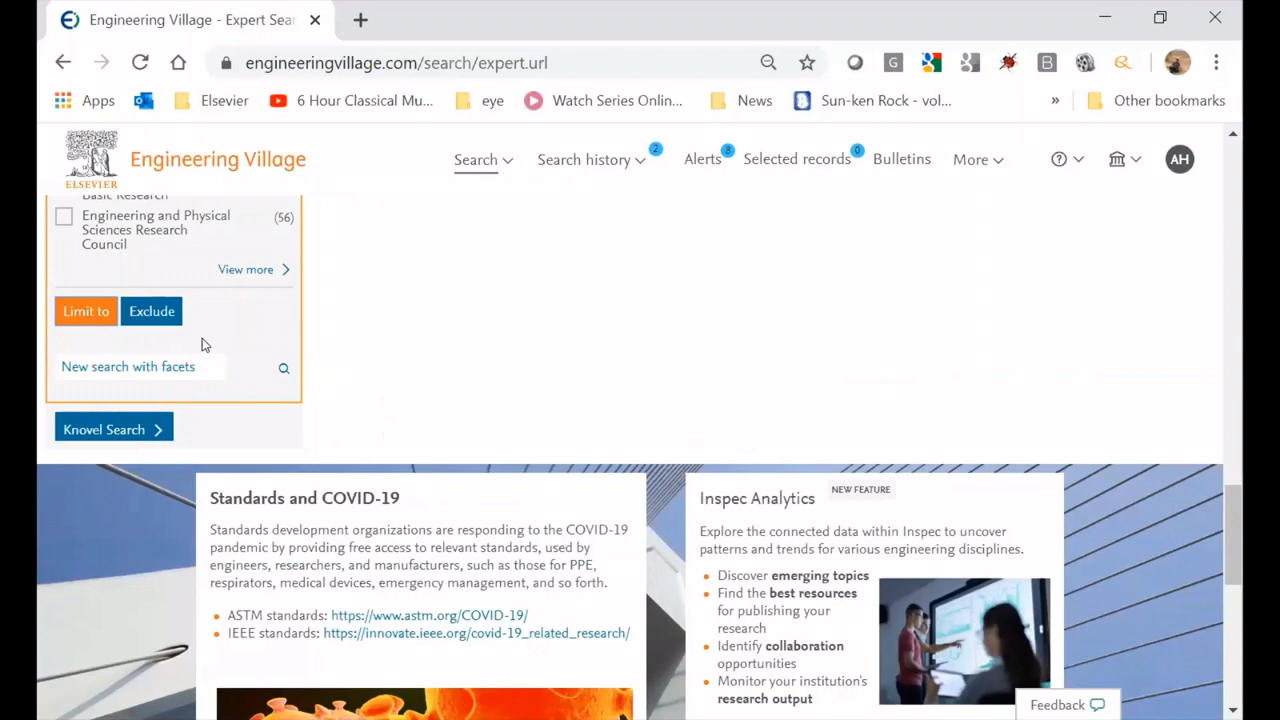 Engineering Village - Expert Sear
engineeringvillage.com/search/expert.url
G
B
Apps
Elsevier
6 Hour Classical Mu...
eye
Watch Series Onlin...
News
Sun-ken Rock - vol...
»
Other bookmarks
ELSEVIER
Engineering Village
Search
Search history
2
Alerts
8
Selected records
0
Bulletins
More
?
AH
Basic Research
Engineering and Physical
Sciences Research
Council
(56)
View more
Limit to
Exclude
New search with facets
Knovel Search
Standards and COVID-19
Standards development organizations are responding to the COVID-19
pandemic by providing free access to relevant standards, used by
engineers, researchers, and manufacturers, such as those for PPE,
respirators, medical devices, emergency management, and so forth.
ASTM standards: https://www.astm.org/COVID-19/
IEEE standards: https://innovate.ieee.org/covid-19_related_research/
Inspec Analytics
NEW FEATURE
Explore the connected data within Inspec to uncover
patterns and trends for various engineering disciplines.
Discover emerging topics
Find the best resources
for publishing your
research
Identify collaboration
opportunities
Monitor your institution's
research output
Feedback